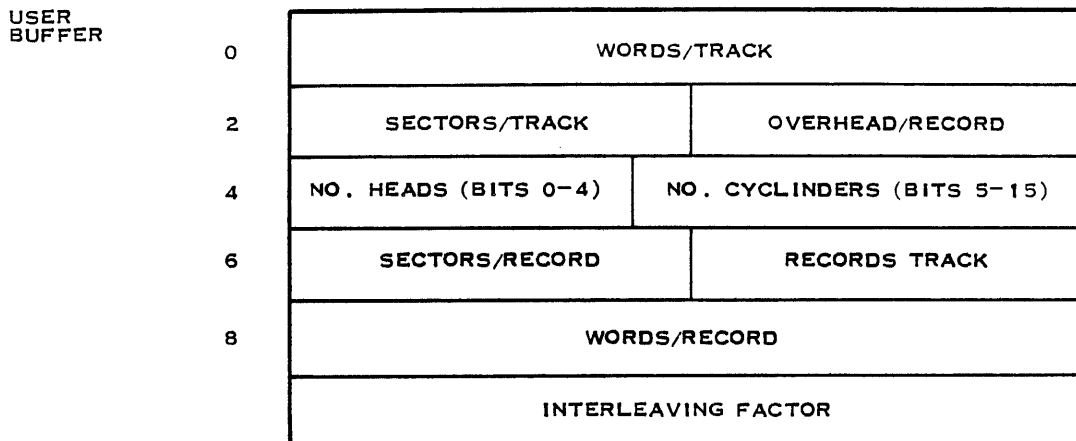 USER
BUFFER
0 WORDS/TRACK
2 SECTORS/TRACK OVERHEAD/RECORD
4 NO. HEADS (BITS 0-4) NO. CYCLINDERS (BITS 5-15)
6 SECTORS/RECORD RECORDS TRACK
8 WORDS/RECORD
INTERLEAVING FACTOR